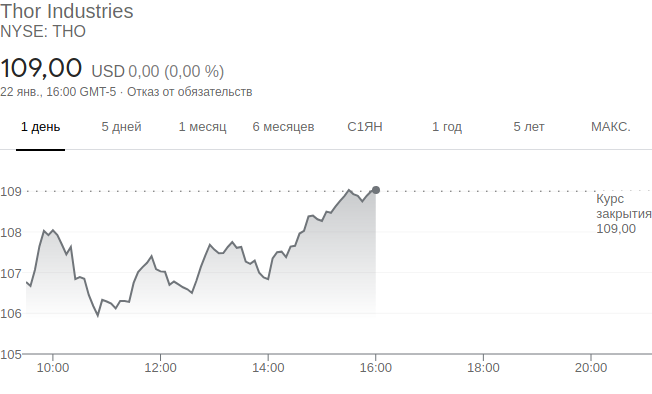 Thor Industries
NYSE: THO
109,00 USD 0,00 (0,00 %)
22 янв., 16:00 GMT-5 · Отказ от обязательств
1 день 5 дней 1 месяц 6 месяцев С1ЯН 1 год 5 лет МАКС.
109
Курс
закрытия
109,00
108
107
106
105
10:00 12:00 14:00 16:00 18:00 20:00